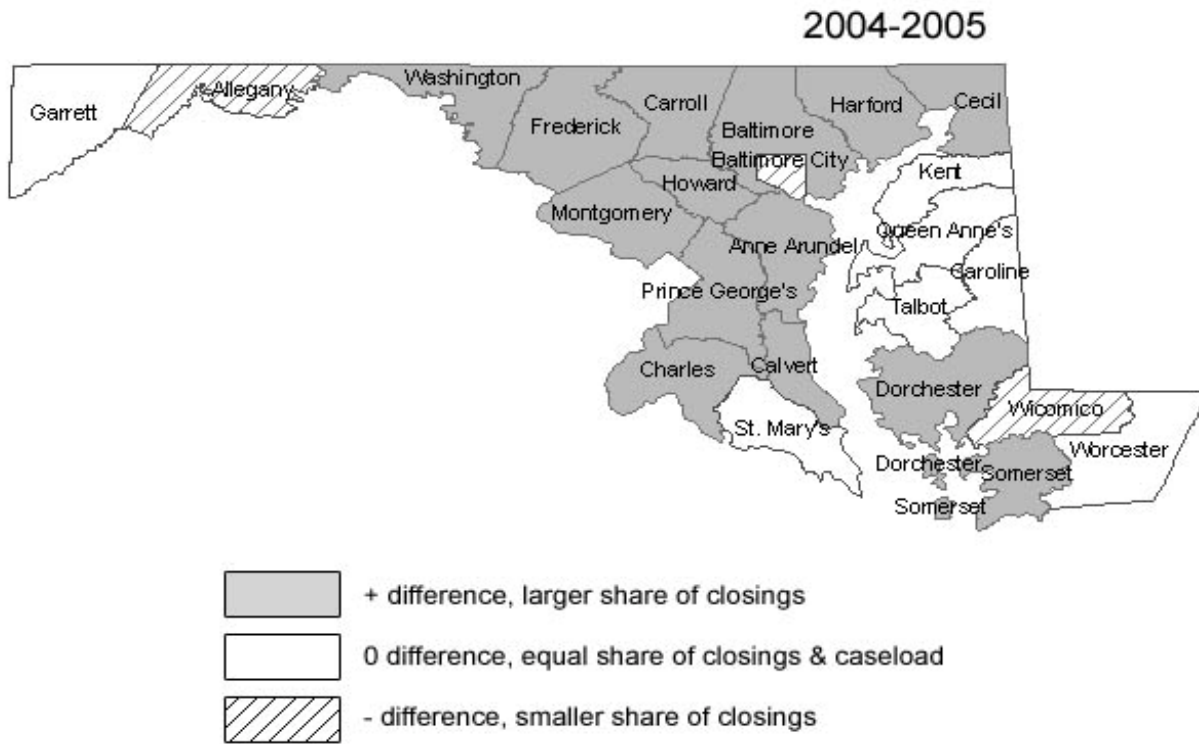 2004-2005
Washington
Allegany
Garrett
Carroll
Harford
Cecil
Frederick
Baltimore
Baltimore City
Kent
Howard
Montgomery
Queen Anne's
Anne Arundel
Caroline
Prince George's
Talbot
Charles
Calvert
Dorchester
Wicomico
St. Mary's
Worcester
Dorchester
Somerset
Somerset
+ difference, larger share of closings
0 difference, equal share of closings & caseload
- difference, smaller share of closings